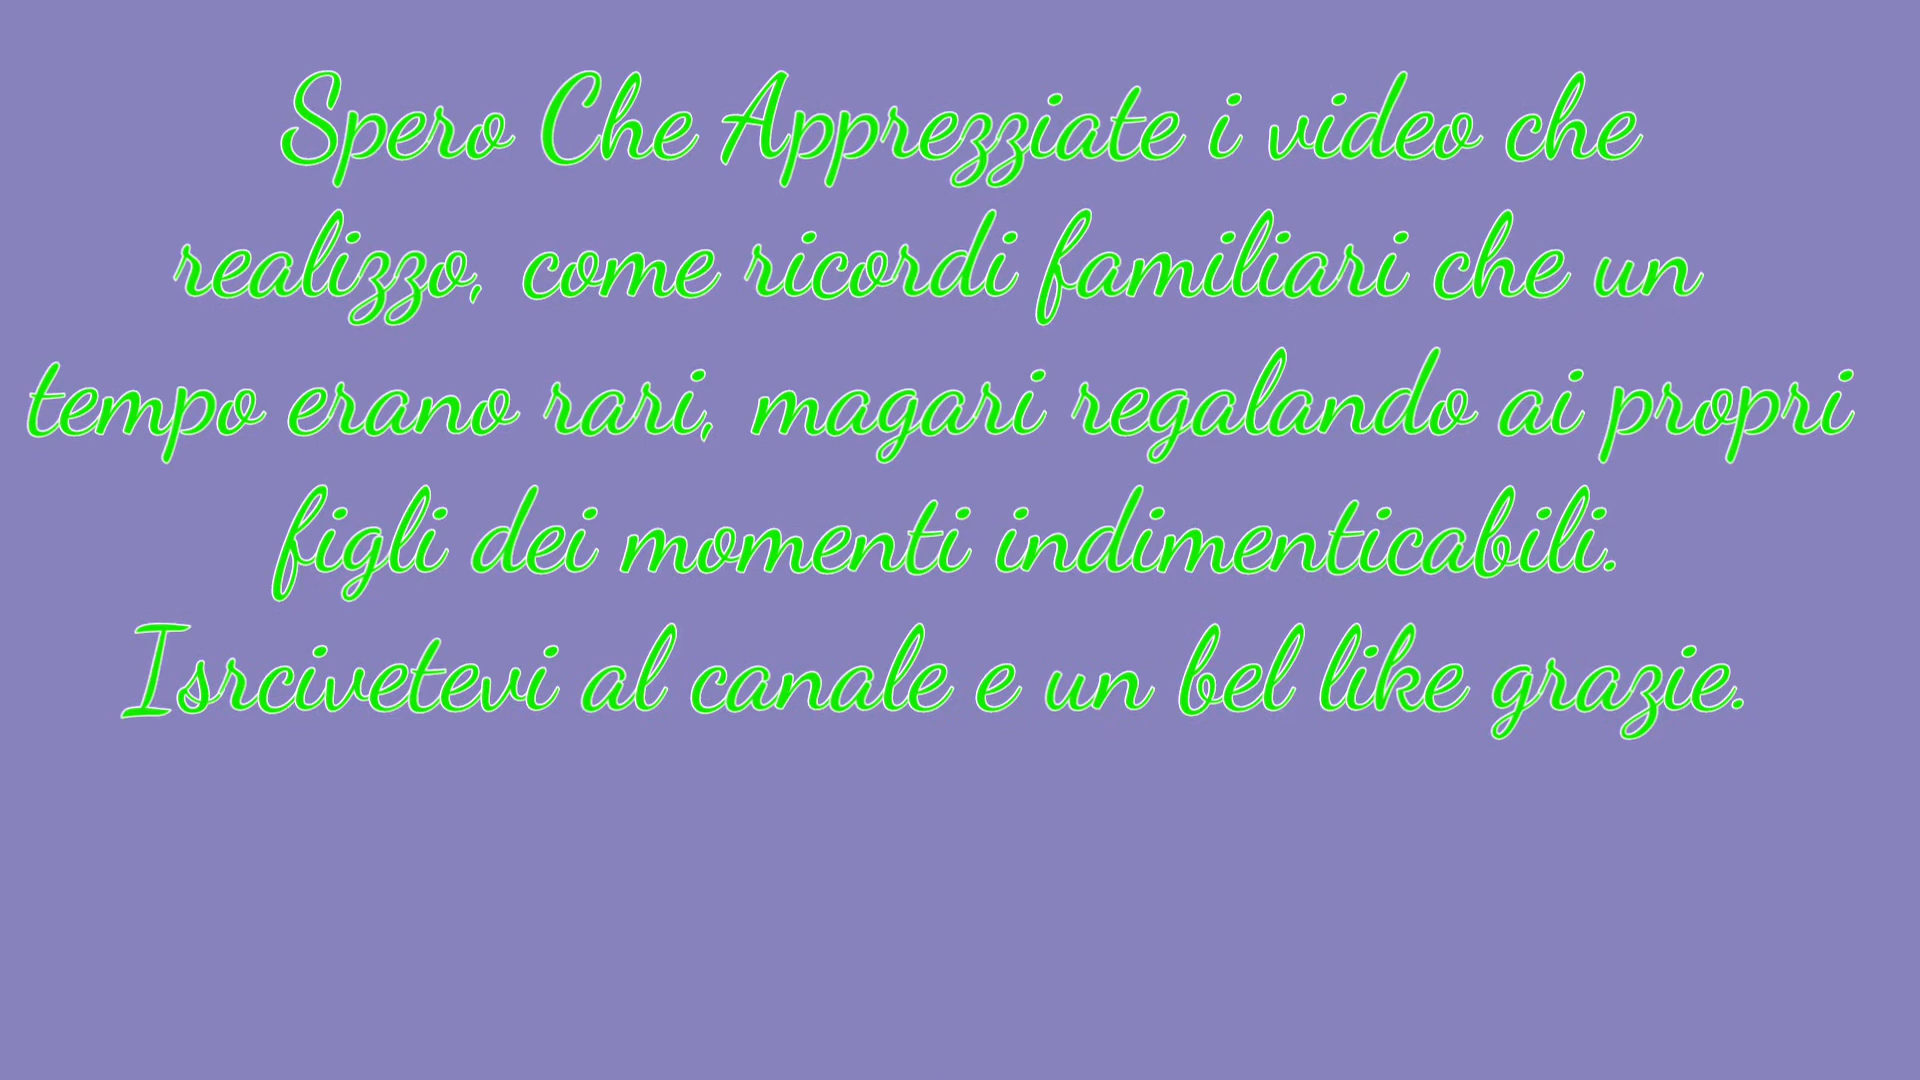 Spero Che Apprezziate i video che
realizzo, come ricordi familiari che un
tempo erano rari, magari regalando ai propri
figli dei momenti indimenticabili.
Isrcivetevi al canale e un bel like grazie.